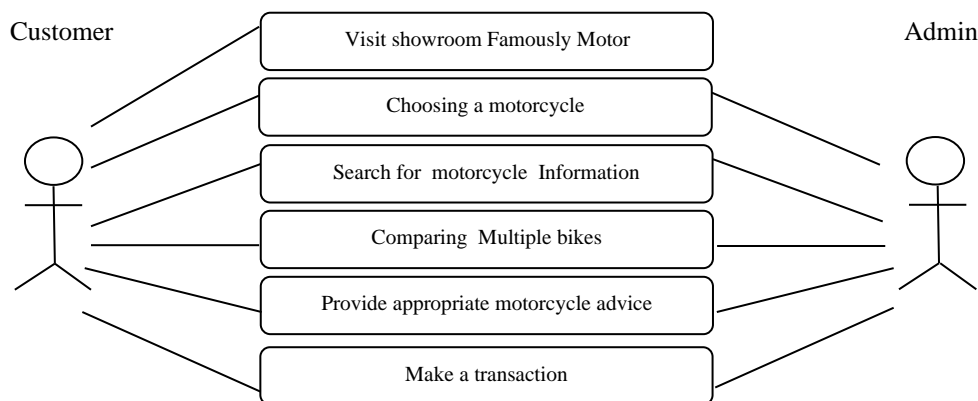 Customer
Admin
Visit showroom Famously Motor
Choosing a motorcycle
Search for motorcycle Information
Comparing Multiple bikes
Provide appropriate motorcycle advice
Make a transaction